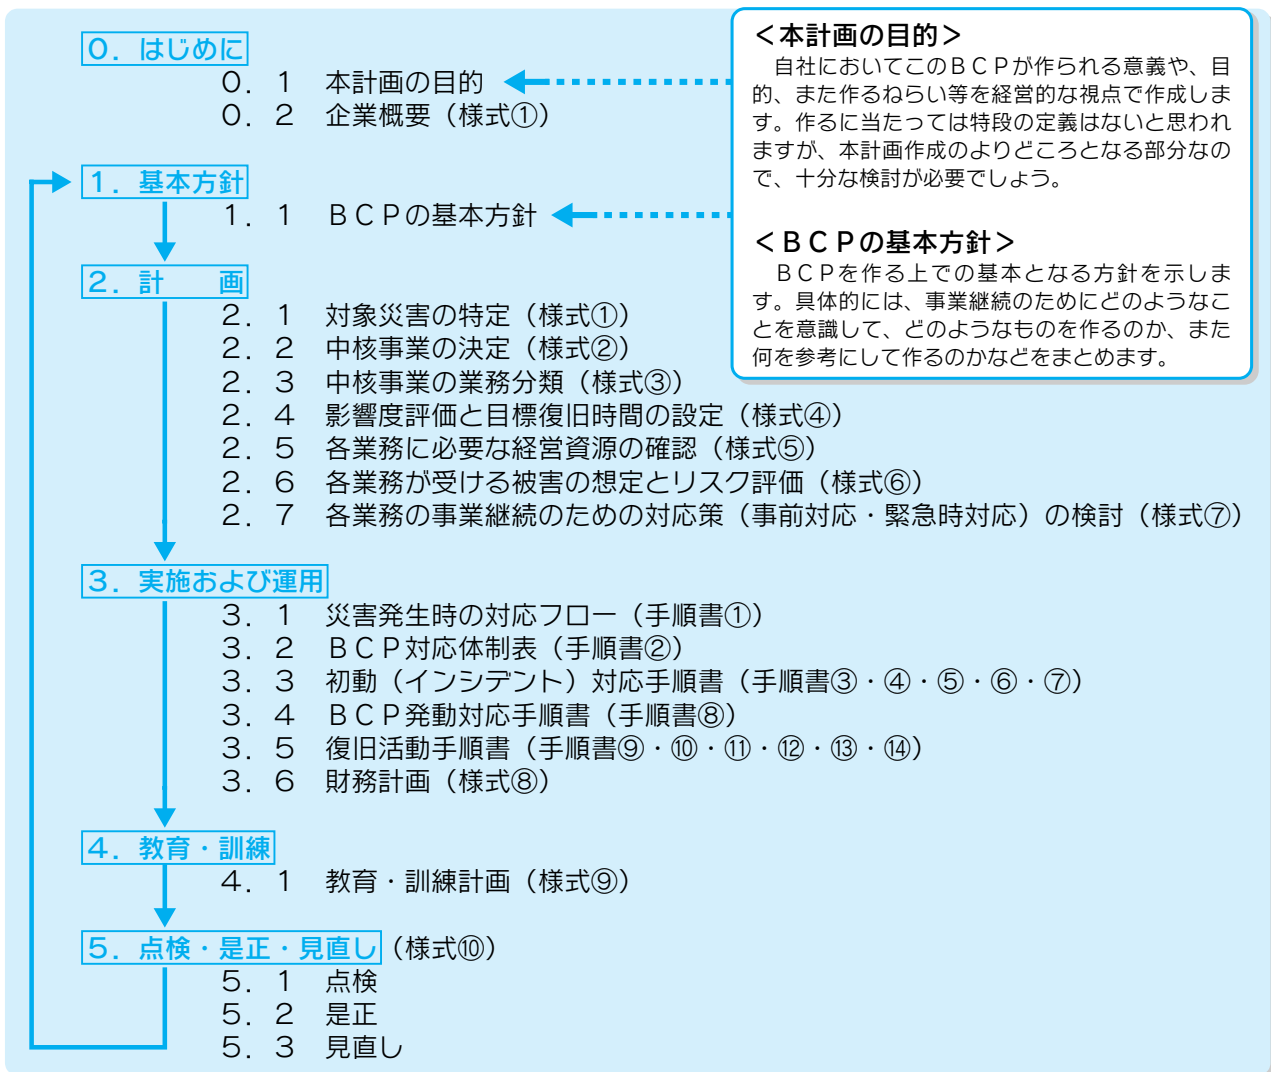 ０．はじめに
０．１　本計画の目的
０．２　企業概要（様式①）
＜本計画の目的＞
　自社においてこのＢＣＰが作られる意義や、目
的、また作るねらい等を経営的な視点で作成しま
す。作るに当たっては特段の定義はないと思われ
ますが、本計画作成のよりどころとなる部分なの
で、十分な検討が必要でしょう。
＜ＢＣＰの基本方針＞
　ＢＣＰを作る上での基本となる方針を示しま
す。具体的には、事業継続のためにどのようなこ
とを意識して、どのようなものを作るのか、また
何を参考にして作るのかなどをまとめます。
１．基本方針
１．１　ＢＣＰの基本方針
２．計　　画
２．１　対象災害の特定（様式①）
２．２　中核事業の決定（様式②）
２．３　中核事業の業務分類（様式③）
２．４　影響度評価と目標復旧時間の設定（様式④）
２．５　各業務に必要な経営資源の確認（様式⑤）
２．６　各業務が受ける被害の想定とリスク評価（様式⑥）
２．７　各業務の事業継続のための対応策（事前対応・緊急時対応）の検討（様式⑦）
３．実施および運用
３．１　災害発生時の対応フロー（手順書①）
３．２　ＢＣＰ対応体制表（手順書②）
３．３　初動（インシデント）対応手順書（手順書③・④・⑤・⑥・⑦）
３．４　ＢＣＰ発動対応手順書（手順書⑧）
３．５　復旧活動手順書（手順書⑨・⑩・⑪・⑫・⑬・⑭）
３．６　財務計画（様式⑧）
４．教育・訓練
４．１　教育・訓練計画（様式⑨）
５．点検・是正・見直し（様式⑩）
５．１　点検
５．２　是正
５．３　見直し